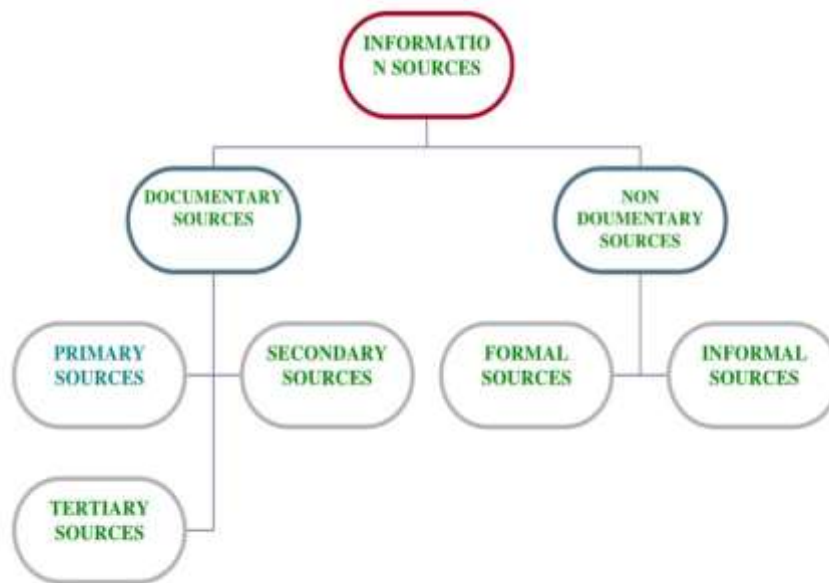 INFORMATIO
N SOURCES
DOCUMENTARY
SOURCES
NON
DOUMENTARY
SOURCES
PRIMARY
SOURCES
SECONDARY
SOURCES
FORMAL
SOURCES
INFORMAL
SOURCES
TERTIARY
SOURCES